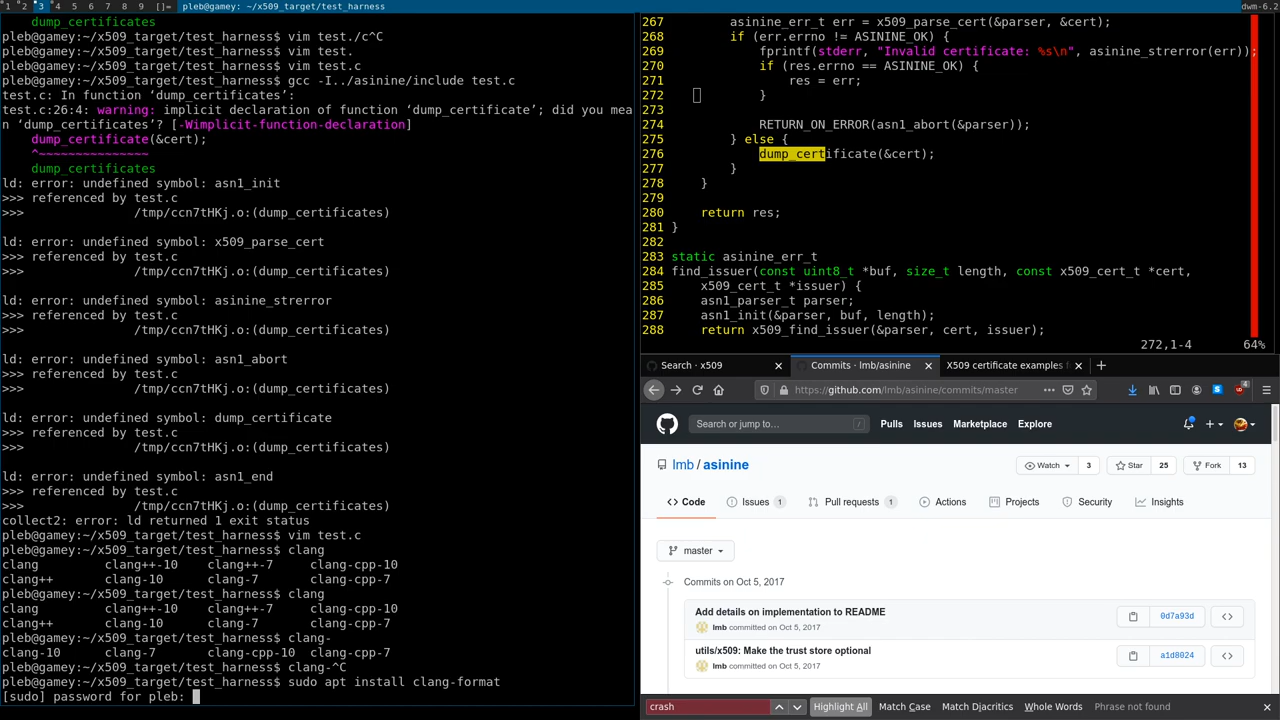 1 2 3 4 5 6 7 8 9 []= pleb@gamey: ~/x509_target/test_harness dwm-6.2
dump_certificates
pleb@gamey:~/x509_target/test_harness$ vim test./c^C
pleb@gamey:~/x509_target/test_harness$ vim test.
pleb@gamey:~/x509_target/test_harness$ vim test.c
pleb@gamey:~/x509_target/test_harness$ gcc -I../asinine/include test.c
test.c: In function ‘dump_certificates’:
test.c:26:4: warning: implicit declaration of function ‘dump_certificate’; did you mea
n ‘dump_certificates’? [-Wimplicit-function-declaration]
dump_certificate(&cert);
^~~~~~~~~~~~~~~~
dump_certificates
ld: error: undefined symbol: asn1_init
>>> referenced by test.c
>>> /tmp/ccn7tHKj.o:(dump_certificates)
ld: error: undefined symbol: x509_parse_cert
>>> referenced by test.c
>>> /tmp/ccn7tHKj.o:(dump_certificates)
ld: error: undefined symbol: asinine_strerror
>>> referenced by test.c
>>> /tmp/ccn7tHKj.o:(dump_certificates)
ld: error: undefined symbol: asn1_abort
>>> referenced by test.c
>>> /tmp/ccn7tHKj.o:(dump_certificates)
ld: error: undefined symbol: dump_certificate
>>> referenced by test.c
>>> /tmp/ccn7tHKj.o:(dump_certificates)
ld: error: undefined symbol: asn1_end
>>> referenced by test.c
>>> /tmp/ccn7tHKj.o:(dump_certificates)
collect2: error: ld returned 1 exit status
pleb@gamey:~/x509_target/test_harness$ vim test.c
pleb@gamey:~/x509_target/test_harness$ clang
clang clang++-10 clang++-7 clang-cpp-10
clang++ clang-10 clang-7 clang-cpp-7
pleb@gamey:~/x509_target/test_harness$ clang
clang clang++-10 clang++-7 clang-cpp-10
clang++ clang-10 clang-7 clang-cpp-7
pleb@gamey:~/x509_target/test_harness$ clang-
clang-10 clang-7 clang-cpp-10 clang-cpp-7
pleb@gamey:~/x509_target/test_harness$ clang-^C
pleb@gamey:~/x509_target/test_harness$ sudo apt install clang-format
[sudo] password for pleb:
267 asinine_err_t err = x509_parse_cert(&parser, &cert);
268 if (err.errno != ASININE_OK) {
269 fprintf(stderr, "Invalid certificate: %s\n", asinine_strerror(err));
270 if (res.errno == ASININE_OK) {
271 res = err;
272 }
273
274 RETURN_ON_ERROR(asn1_abort(&parser));
275 } else {
276 dump_certificate(&cert);
277 }
278 }
279
280 return res;
281 }
282
283 static asinine_err_t
284 find_issuer(const uint8_t *buf, size_t length, const x509_cert_t *cert,
285 x509_cert_t *issuer) {
286 asn1_parser_t parser;
287 asn1_init(&parser, buf, length);
288 return x509_find_issuer(&parser, cert, issuer);
272,1-4 64%
Search · x509 Commits · lmb/asinine X509 certificate examples f
https://github.com/lmb/asinine/commits/master
Search or jump to… / Pulls Issues Marketplace Explore
lmb / asinine Watch 3 Star 25 Fork 13
Code Issues 1 Pull requests 1 Actions Projects Security Insights
master
Commits on Oct 5, 2017
Add details on implementation to README 0d7a93d
lmb committed on Oct 5, 2017
utils/x509: Make the trust store optional a1d8024
lmb committed on Oct 5, 2017
crash Highlight All Match Case Match Diacritics Whole Words Phrase not found